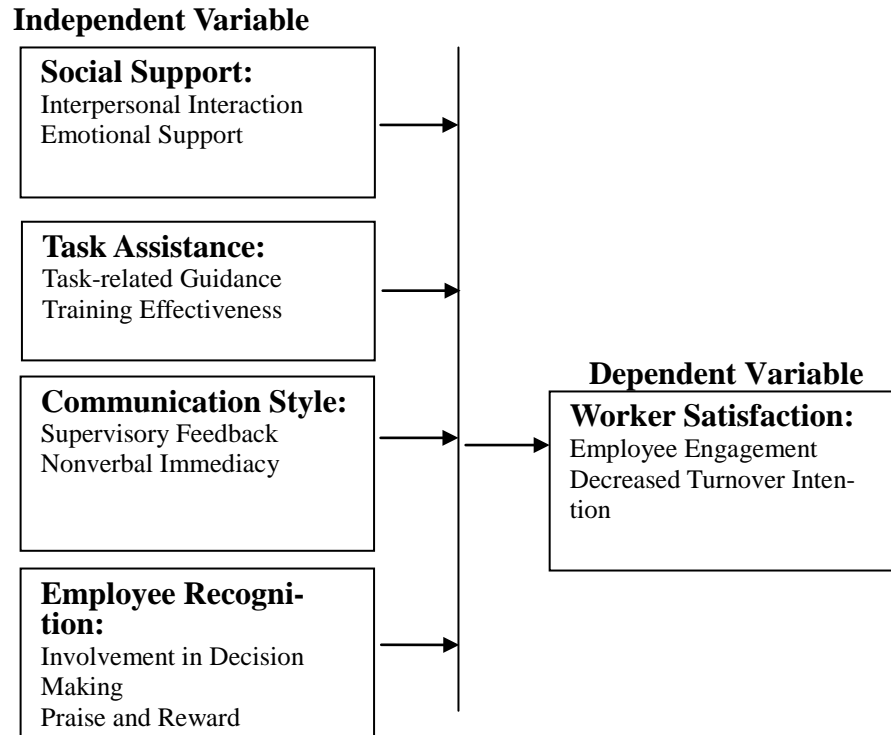 Independent Variable
Social Support:
Interpersonal Interaction
Emotional Support
Task Assistance:
Task-related Guidance
Training Effectiveness
Communication Style:
Supervisory Feedback
Nonverbal Immediacy
Employee Recogni-
tion:
Involvement in Decision
Making
Praise and Reward
Dependent Variable
Worker Satisfaction:
Employee Engagement
Decreased Turnover Inten-
tion